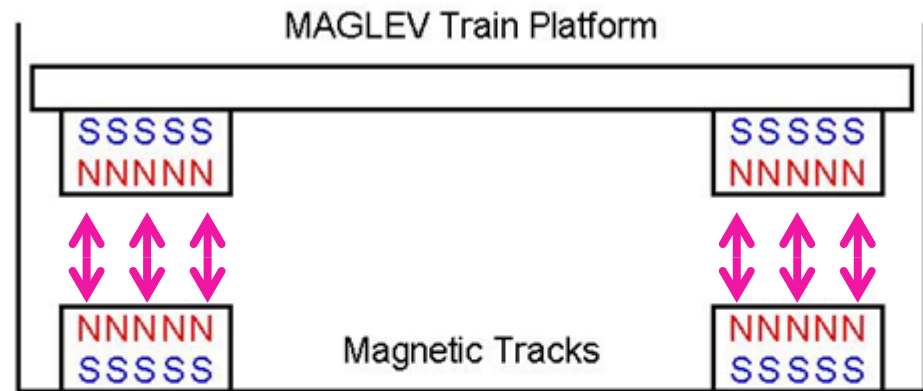 MAGLEV Train Platform
SSSSS SSSSS
NNNNN NNNNN
NNNNN NNNNN
Magnetic Tracks
SSSSS SSSSS